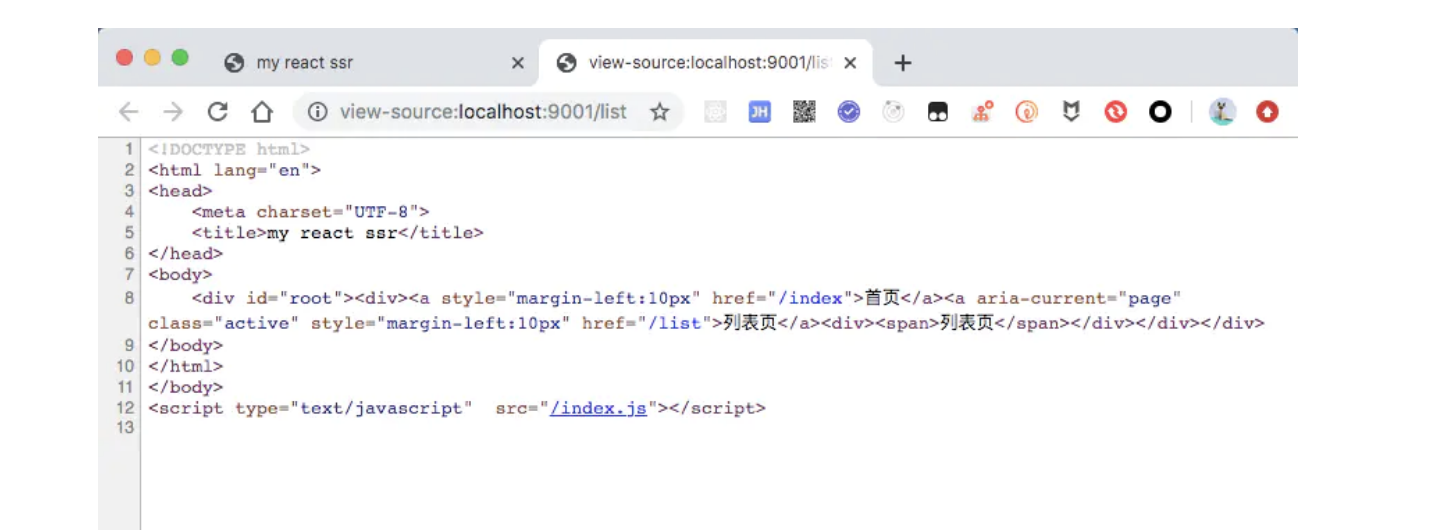 my react ssr
view-source:localhost:9001/lis
view-source:localhost:9001/list
JH
1 <!DOCTYPE html>
2 <html lang="en">
3 <head>
4 <meta charset="UTF-8">
5 <title>my react ssr</title>
6 </head>
7 <body>
8 <div id="root"><div><a style="margin-left:10px" href="/index">首页</a><a aria-current="page"
class="active" style="margin-left:10px" href="/list">列表页</a><div><span>列表页</span></div></div></div>
9 </body>
10 </html>
11 </body>
12 <script type="text/javascript"  src="/index.js"></script>
13